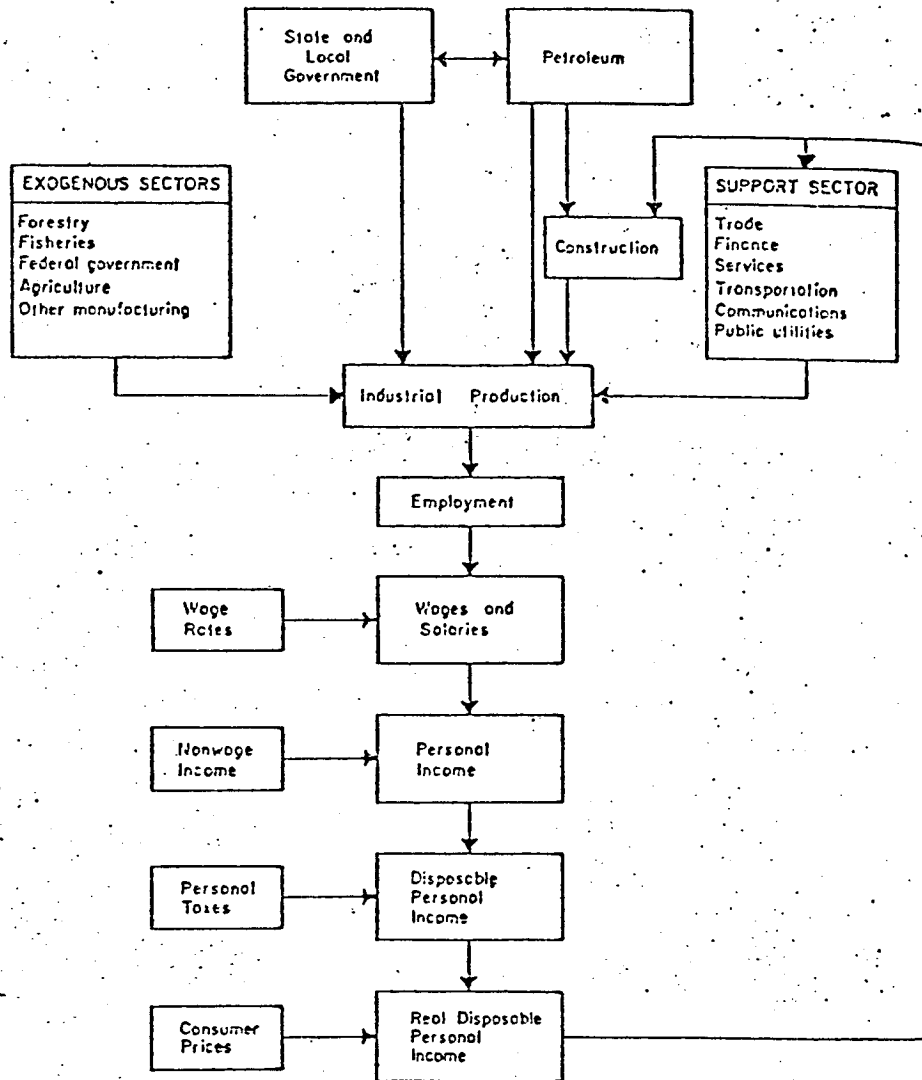 State and
Local
Government
Petroleum
EXOGENOUS SECTORS
Forestry
Fisheries
Federal government
Agriculture
Other manufacturing
Construction
SUPPORT SECTOR
Trade
Finance
Services
Transportation
Communications
Public utilities
Industrial Production
Employment
Wage
Rates
Wages and
Salaries
Nonwage
Income
Personal
Income
Personal
Taxes
Disposable
Personal
Income
Consumer
Prices
Real Disposable
Personal
Income